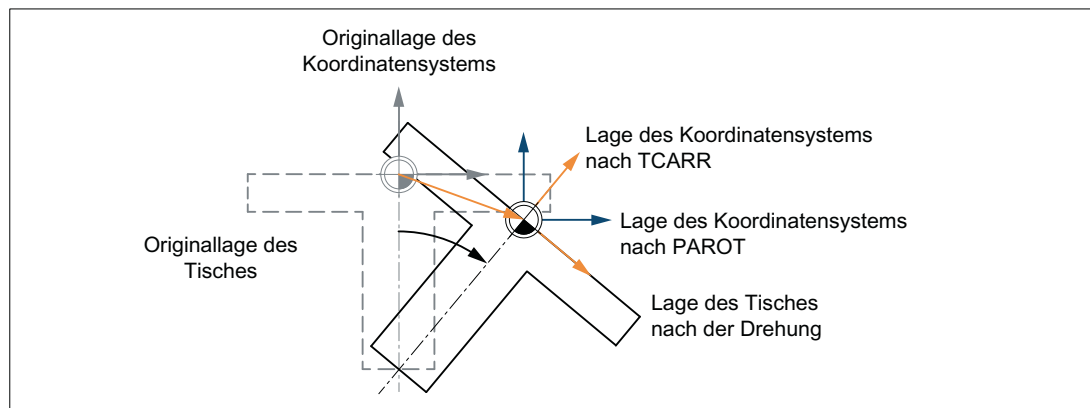 Originallage des
Koordinatensystems
Lage des Koordinatensystems
nach TCARR
Lage des Koordinatensystems
nach PAROT
Originallage des
Tisches
Lage des Tisches
nach der Drehung